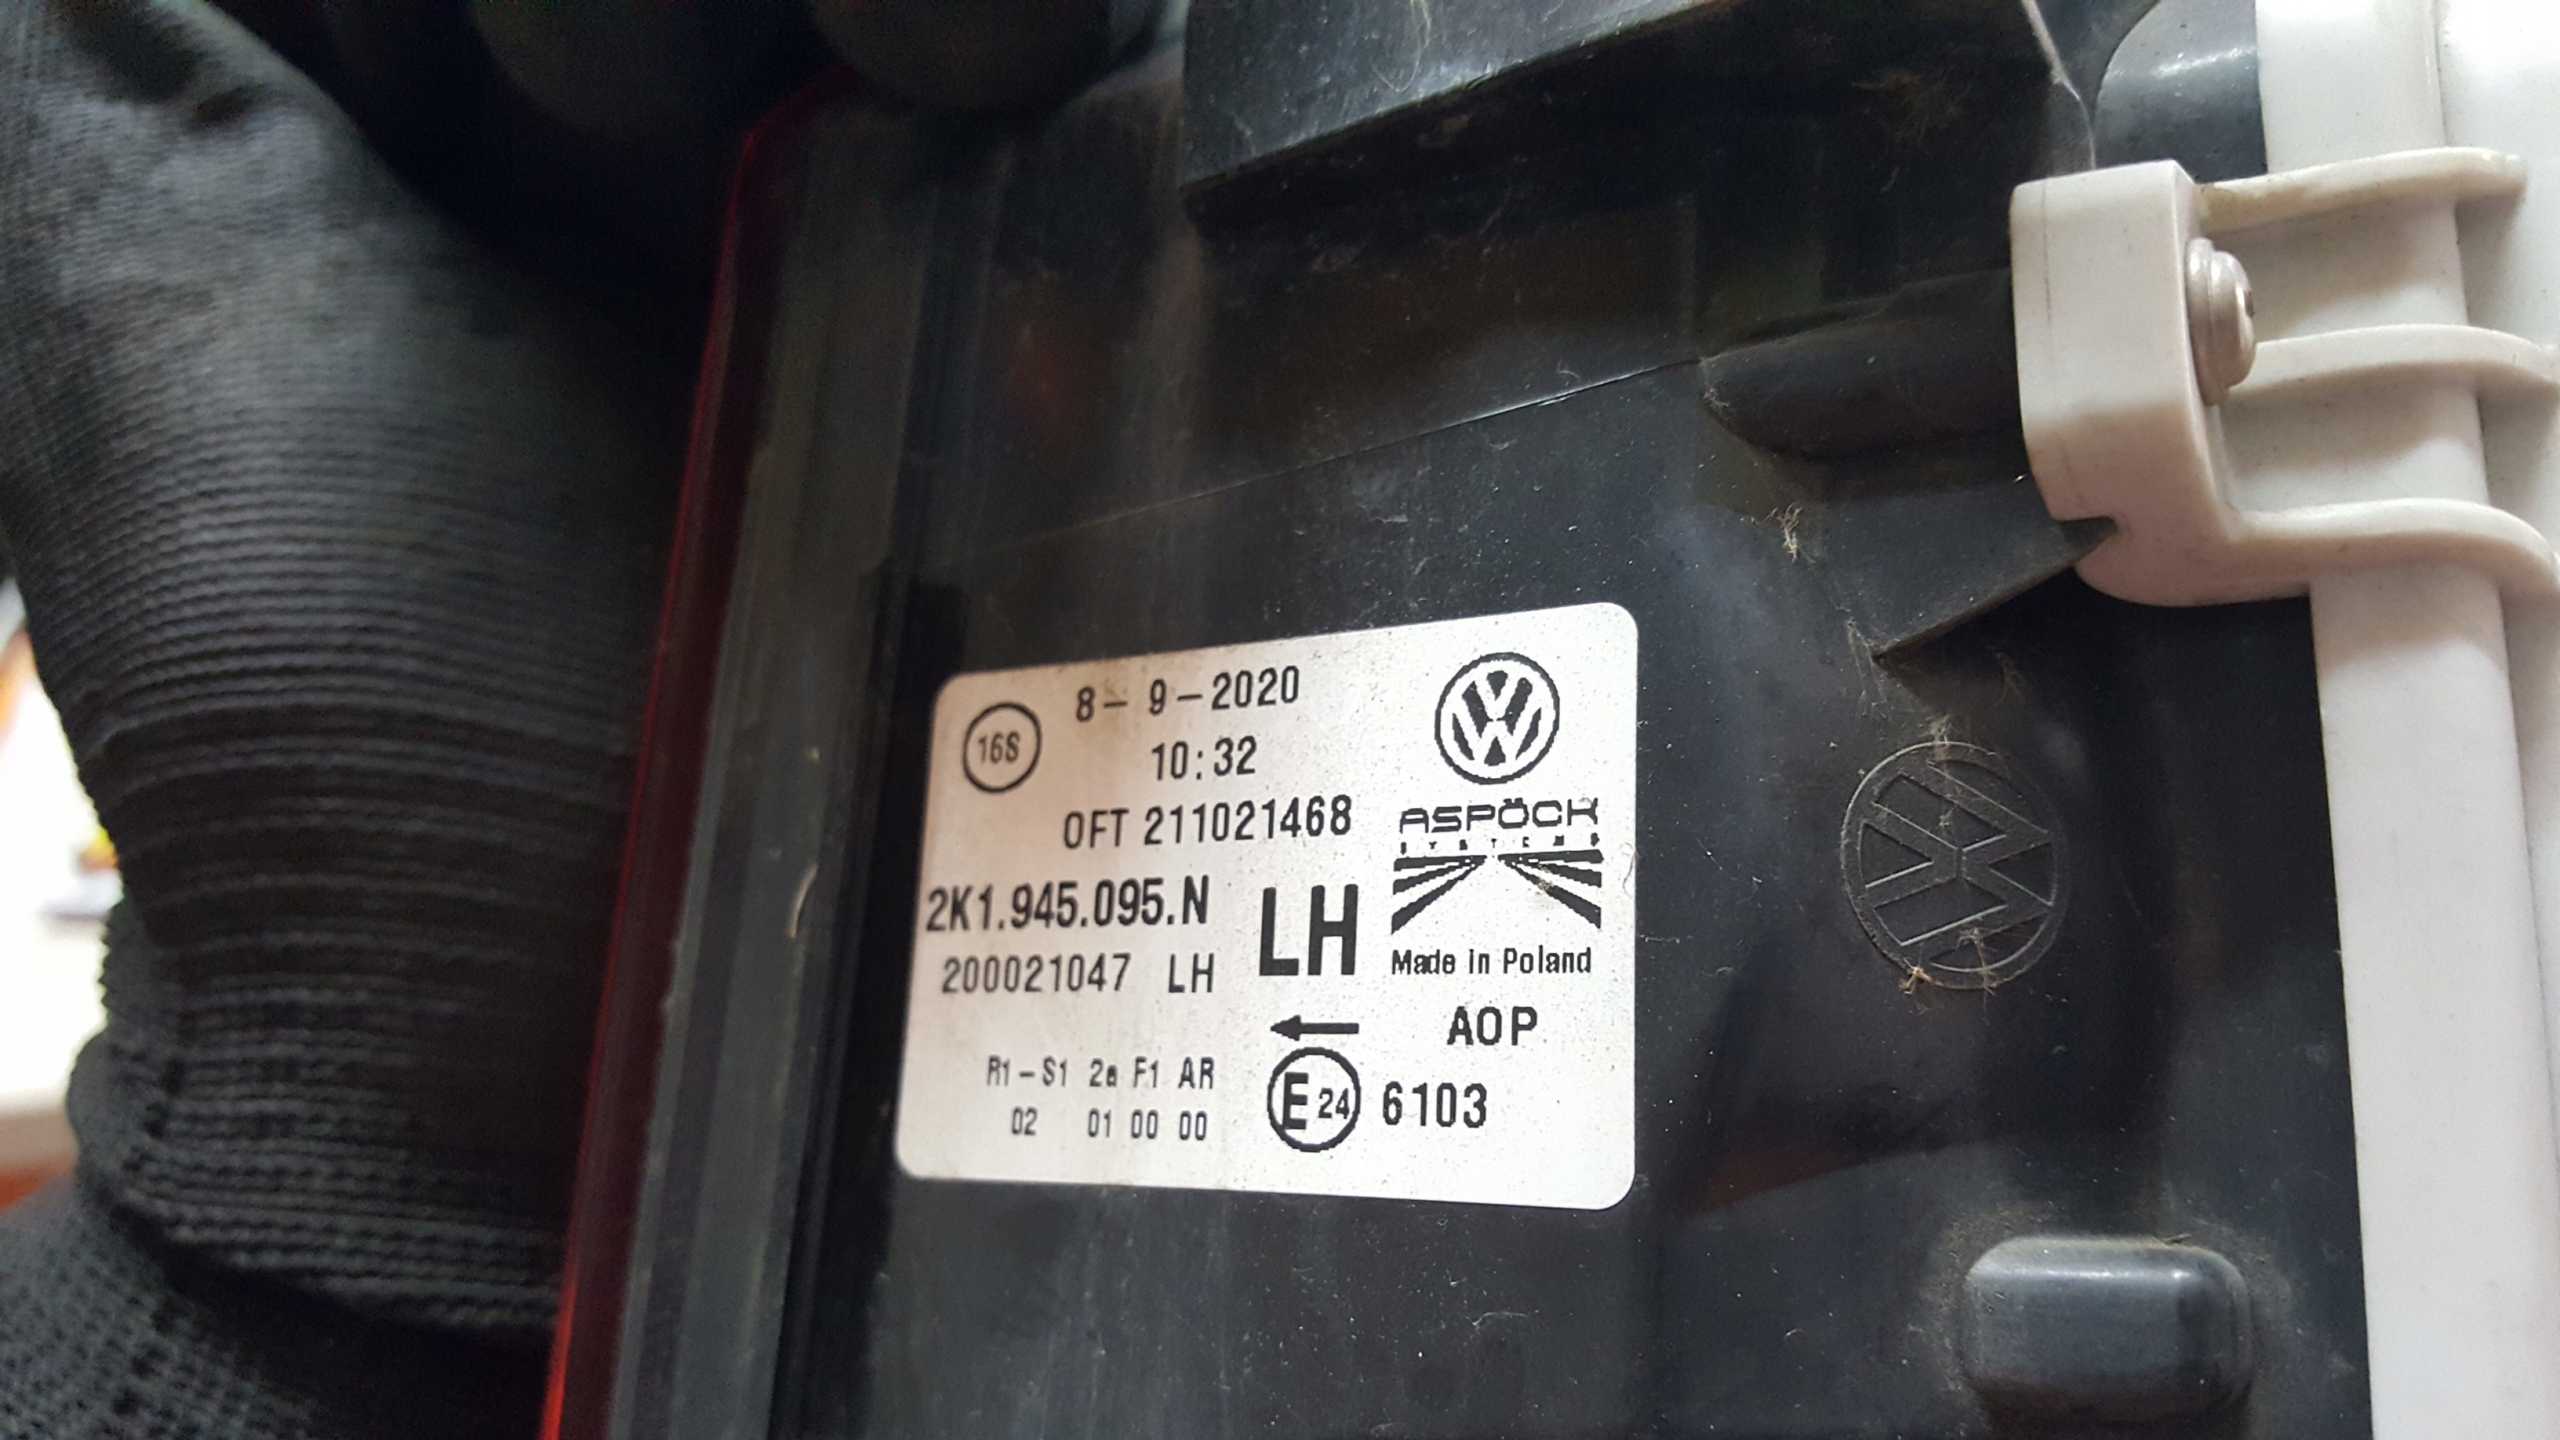 16S
8- 9-2020
10:32
OFT 211021468
ASPÖCK
SYSTEMS
2K1.945.095.N
LH
200021047 LH
Made in Poland
AOP
R1-S1 2a F1 AR
02 01 00 00
E24 6103